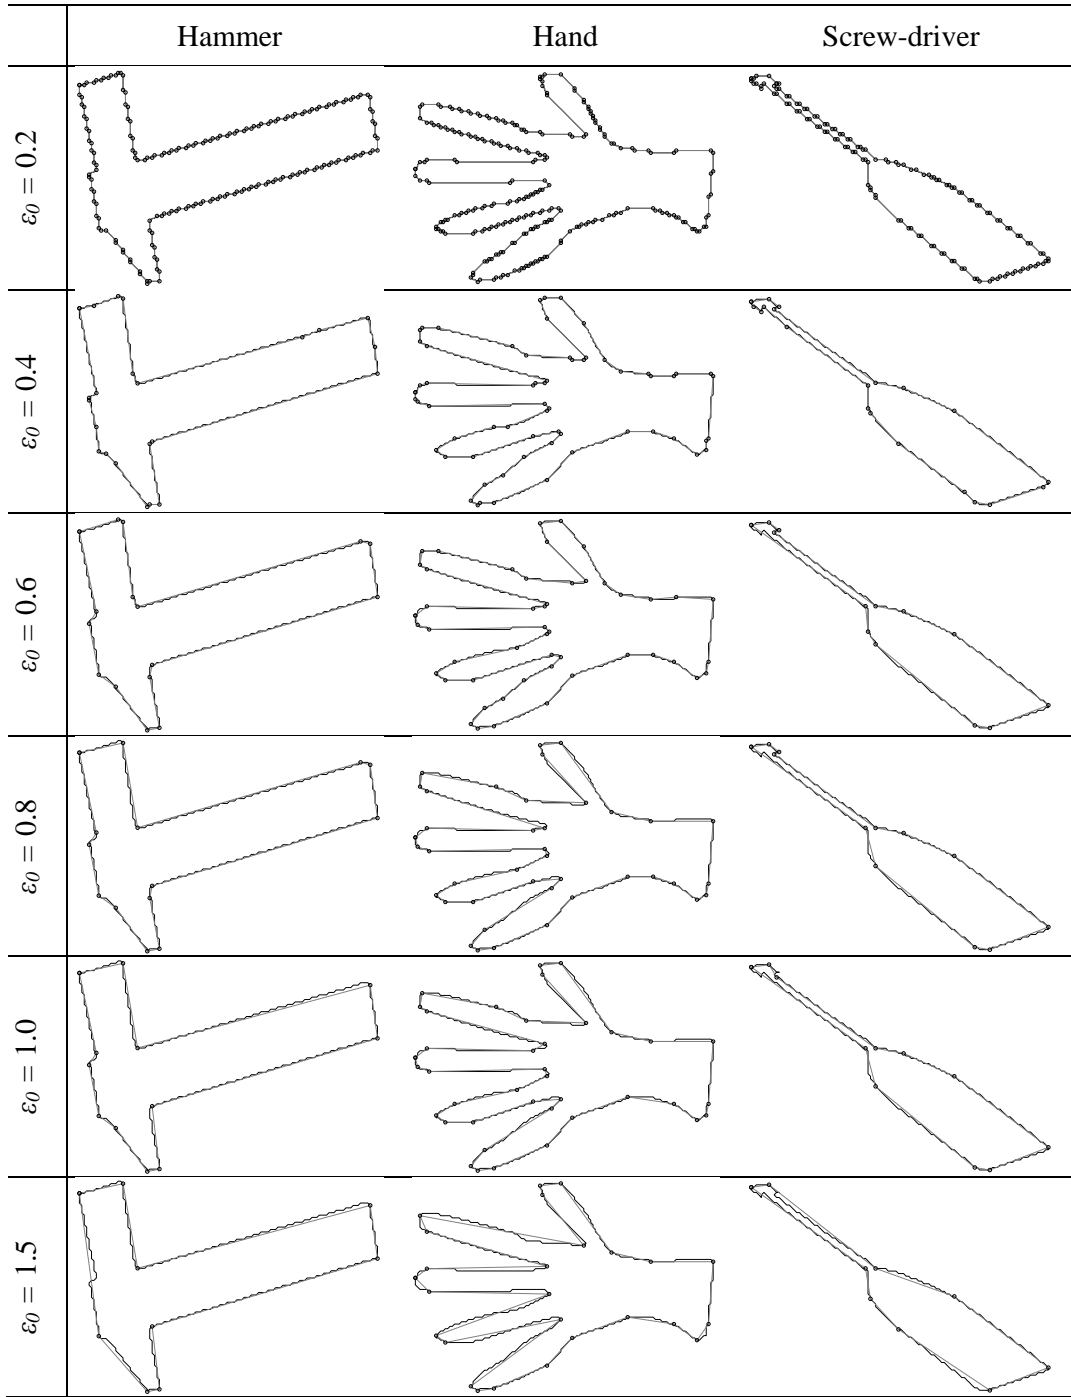 Hammer Hand Screw-driver
ε₀ = 0.2
ε₀ = 0.4
ε₀ = 0.6
ε₀ = 0.8
ε₀ = 1.0
ε₀ = 1.5